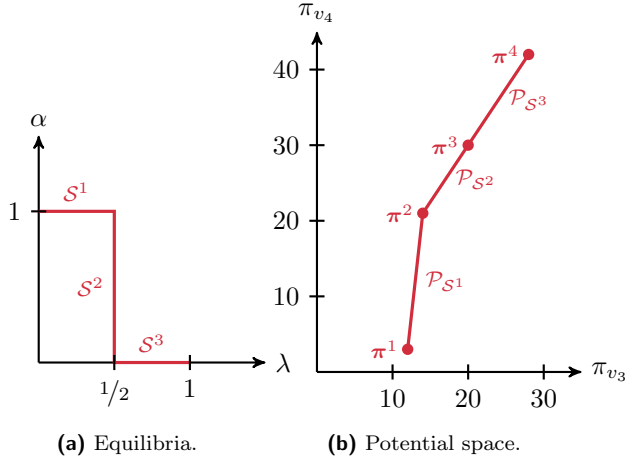 α
1
S¹
S²
S³
1/2
1
λ
(a) Equilibria.
π_{v₄}
40
30
20
10
10
20
30
π_{v₃}
π⁴
P_{S³}
π³
P_{S²}
π²
P_{S¹}
π¹
(b) Potential space.